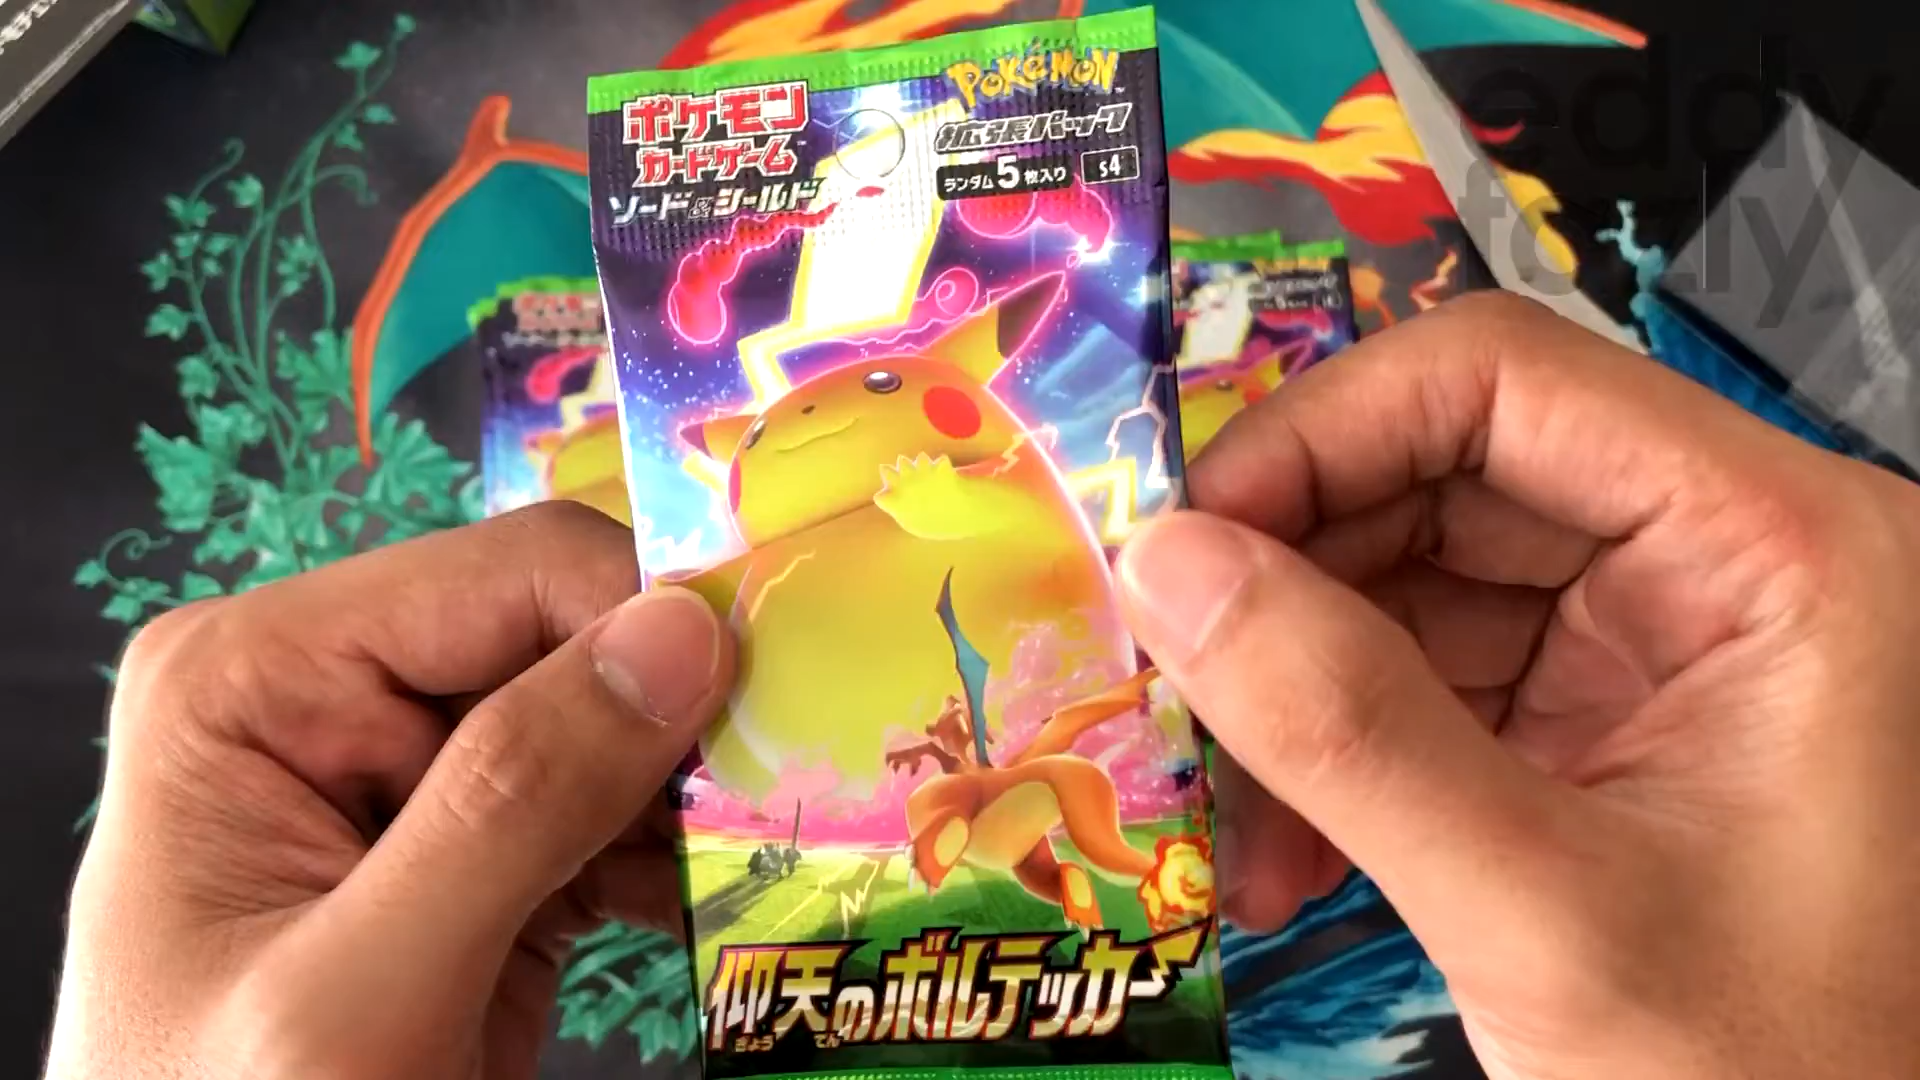 ポケモン
カードゲーム
ソード&シールド
POKéMON
拡張パック
ランダム5枚入り
S4
仰天のボルテッカー
ぎょう てん
eddy
fazly